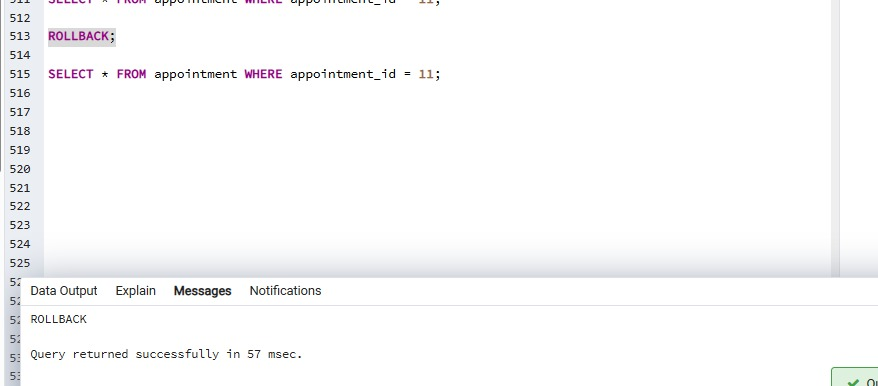 511 SELECT * FROM appointment WHERE appointment_id = 11;
512
513 ROLLBACK;
514
515 SELECT * FROM appointment WHERE appointment_id = 11;
516
517
518
519
520
521
522
523
524
525
Data Output Explain Messages Notifications
ROLLBACK
Query returned successfully in 57 msec.